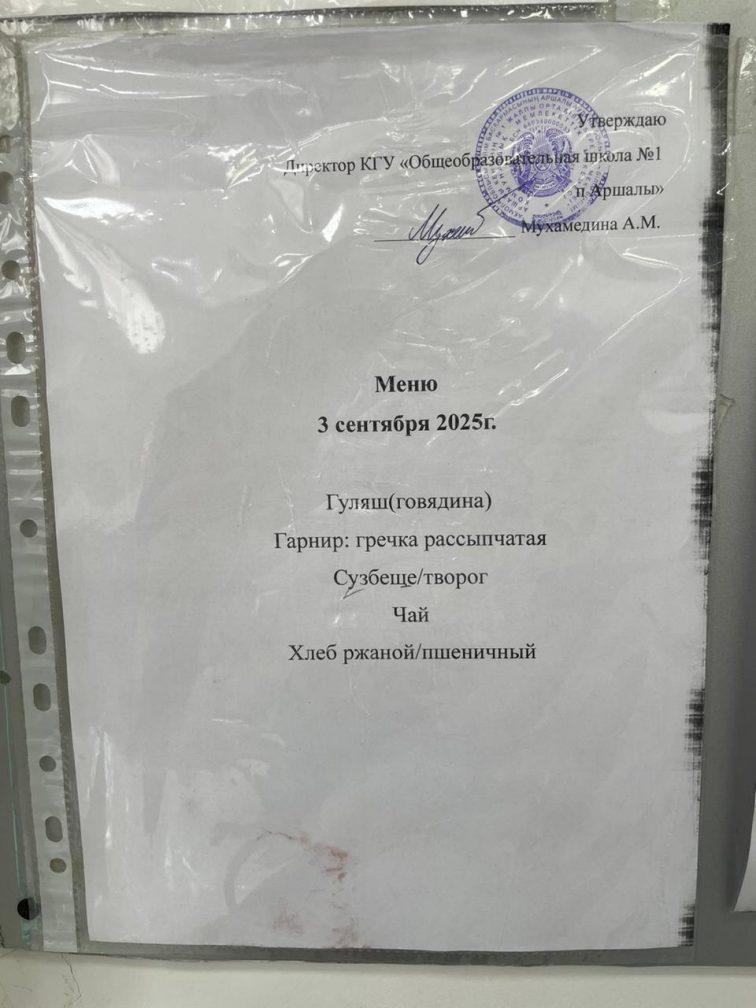 Утверждаю
Директор КГУ «Общеобразовательная школа №1
п Аршалы»
Мухамедина А.М.
Меню
3 сентября 2025г.
Гуляш(говядина)
Гарнир: гречка рассыпчатая
Сузбеще/творог
Чай
Хлеб ржаной/пшеничный